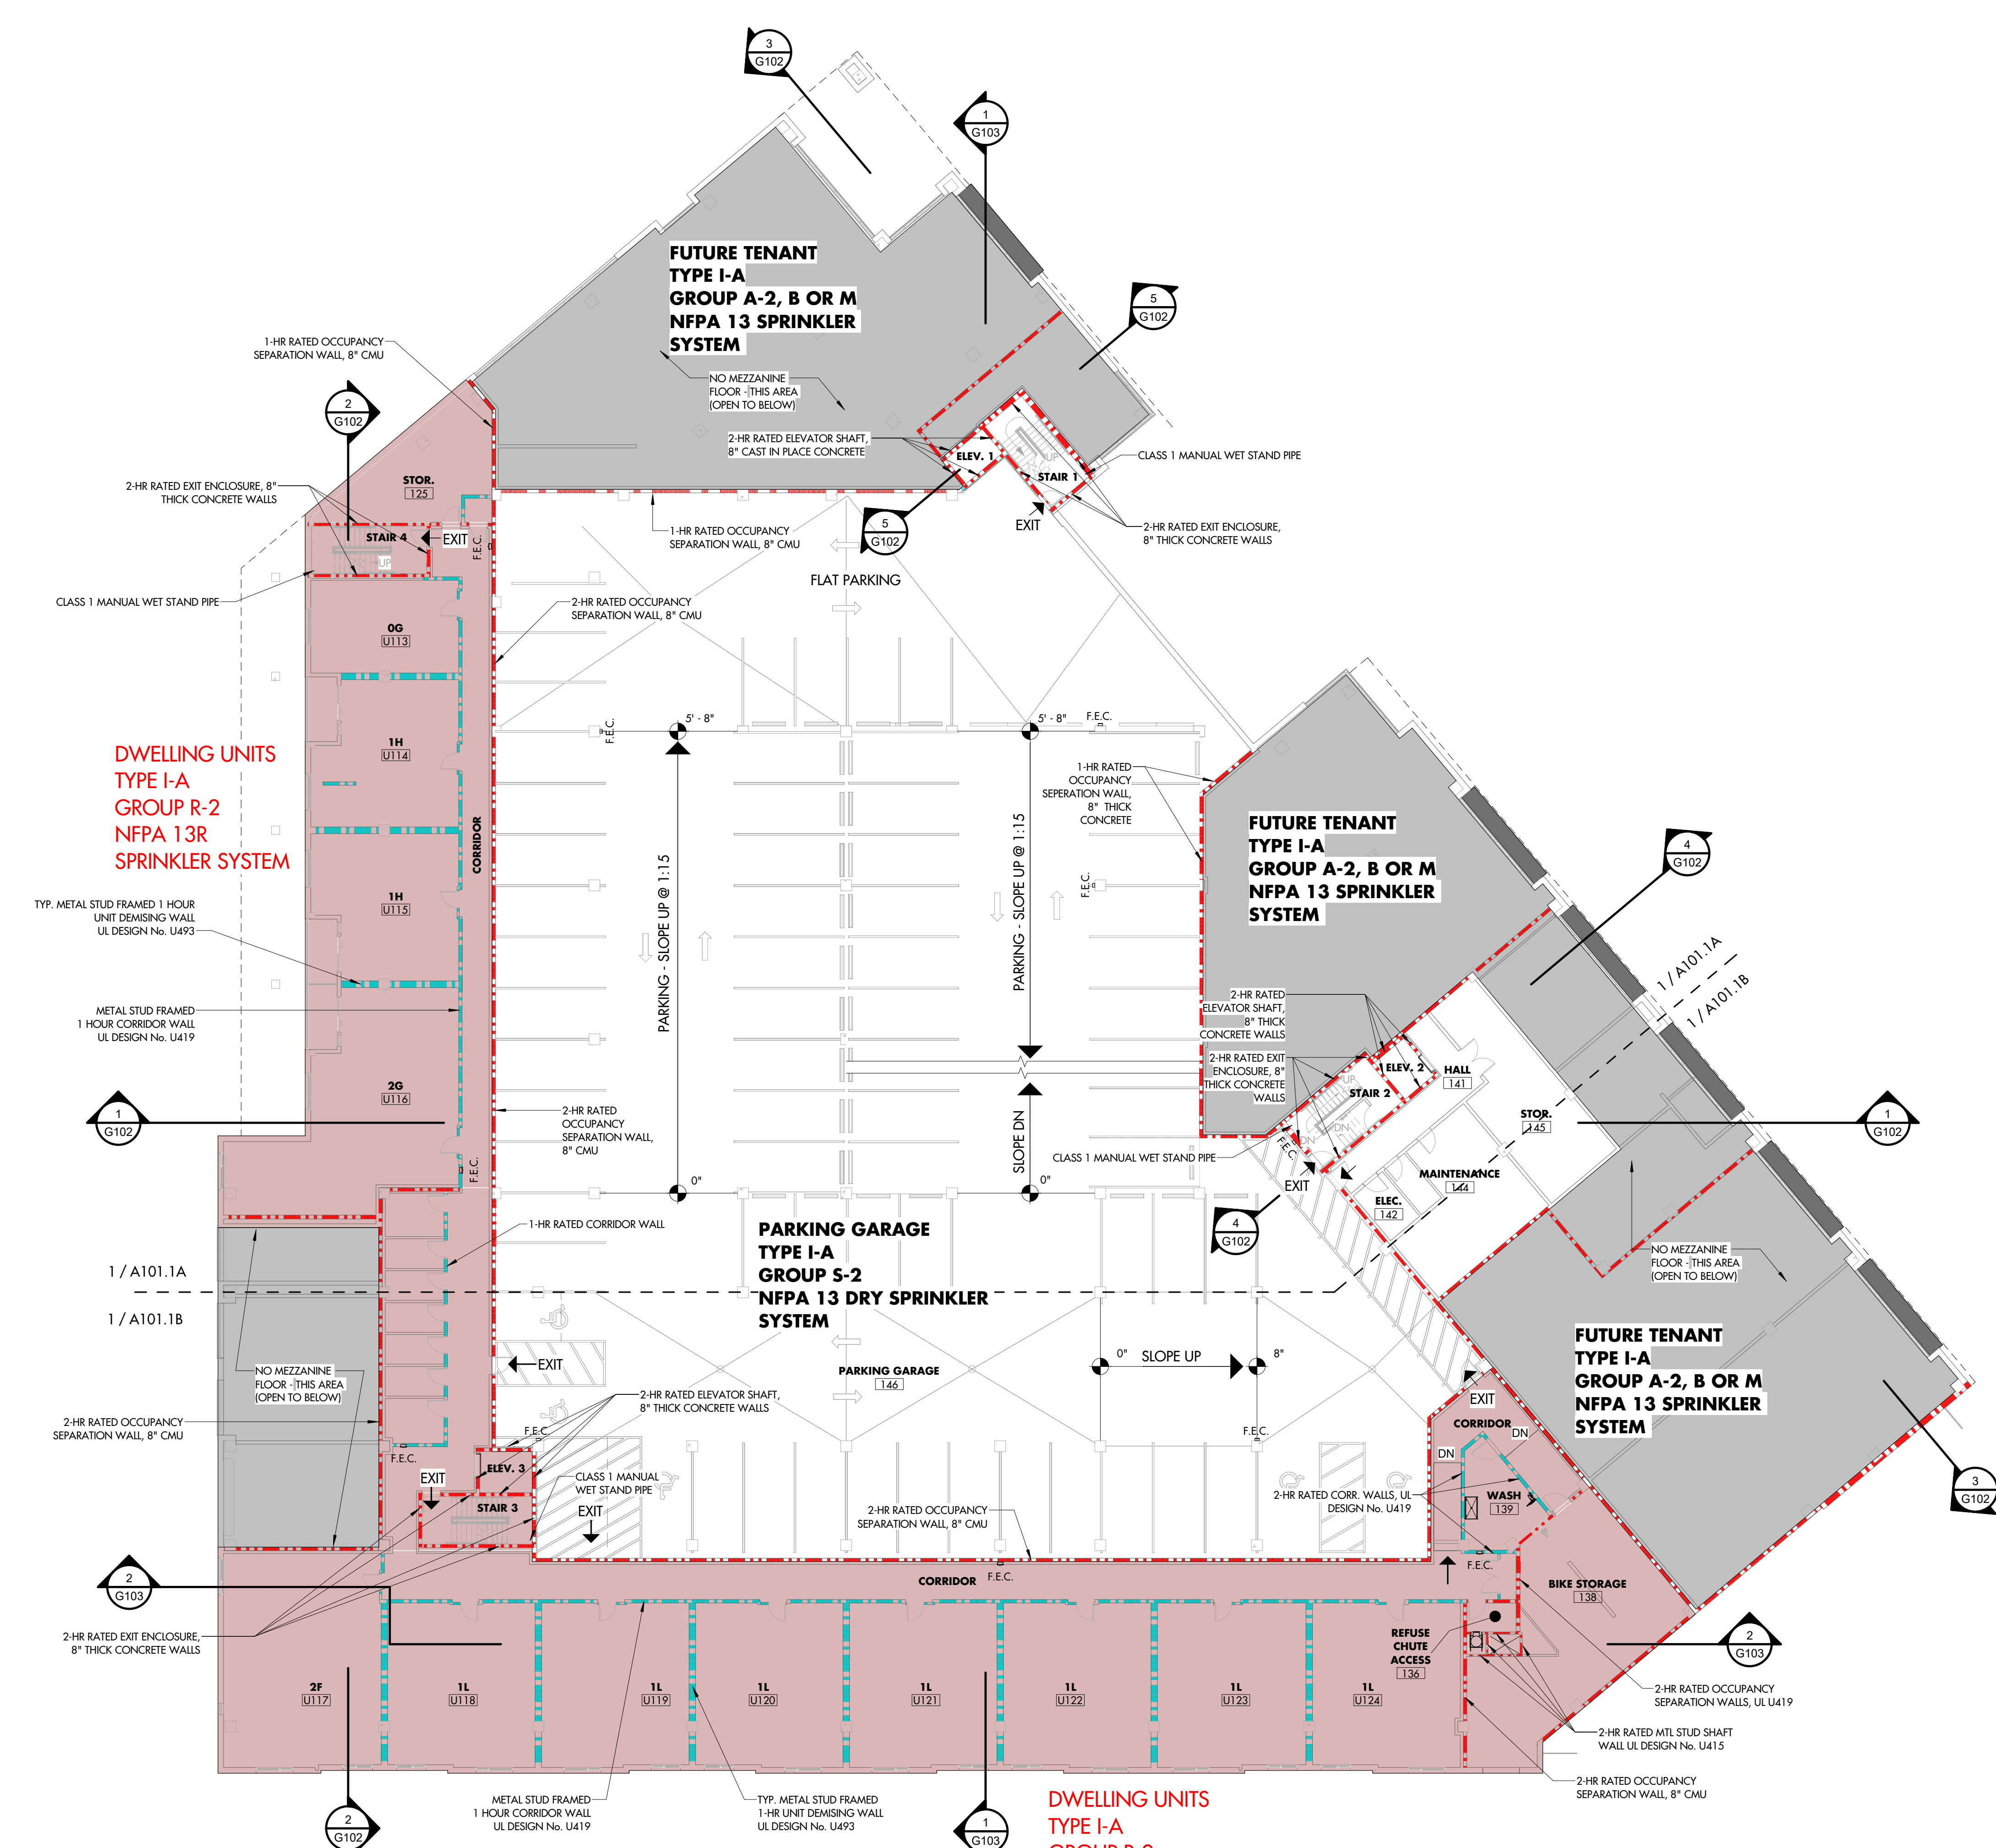 3
G102
1
G103
FUTURE TENANT
TYPE I-A
GROUP A-2, B OR M
NFPA 13 SPRINKLER
SYSTEM
5
G102
1-HR RATED OCCUPANCY
SEPARATION WALL, 8" CMU
NO MEZZANINE
FLOOR - THIS AREA
(OPEN TO BELOW)
2
G102
2-HR RATED ELEVATOR SHAFT,
8" CAST IN PLACE CONCRETE
ELEV. 1
UP
STAIR 1
CLASS 1 MANUAL WET STAND PIPE
STOR.
125
2-HR RATED EXIT ENCLOSURE, 8"
THICK CONCRETE WALLS
STAIR 4
EXIT
F.E.C.
UP
1-HR RATED OCCUPANCY
SEPARATION WALL, 8" CMU
5
G102
EXIT
2-HR RATED EXIT ENCLOSURE,
8" THICK CONCRETE WALLS
FLAT PARKING
CLASS 1 MANUAL WET STAND PIPE
2-HR RATED OCCUPANCY
SEPARATION WALL, 8" CMU
0G
U113
1H
U114
DWELLING UNITS
TYPE I-A
GROUP R-2
NFPA 13R
SPRINKLER SYSTEM
CORRIDOR
F.E.C.
5' - 8"
5' - 8"
F.E.C.
1-HR RATED
OCCUPANCY
SEPERATION WALL,
8" THICK
CONCRETE
FUTURE TENANT
TYPE I-A
GROUP A-2, B OR M
NFPA 13 SPRINKLER
SYSTEM
4
G102
PARKING - SLOPE UP @ 1:15
PARKING - SLOPE UP @ 1:15
F.E.C.
TYP. METAL STUD FRAMED 1 HOUR
UNIT DEMISING WALL
UL DESIGN No. U493
1H
U115
1 / A101.1A
1 / A101.1B
METAL STUD FRAMED
1 HOUR CORRIDOR WALL
UL DESIGN No. U419
2-HR RATED
ELEVATOR SHAFT,
8" THICK
CONCRETE WALLS
2-HR RATED EXIT
ENCLOSURE, 8"
THICK CONCRETE
WALLS
ELEV. 2
HALL
141
UP
STAIR 2
DN
DN
2G
U116
1
G102
2-HR RATED
OCCUPANCY
SEPARATION WALL,
8" CMU
F.E.C.
SLOPE DN
STOR.
145
1
G102
F.E.C.
CLASS 1 MANUAL WET STAND PIPE
MAINTENANCE
144
EXIT
ELEC.
142
0"
0"
1-HR RATED CORRIDOR WALL
PARKING GARAGE
TYPE I-A
GROUP S-2
NFPA 13 DRY SPRINKLER
SYSTEM
4
G102
NO MEZZANINE
FLOOR - THIS AREA
(OPEN TO BELOW)
1 / A101.1A
1 / A101.1B
FUTURE TENANT
TYPE I-A
GROUP A-2, B OR M
NFPA 13 SPRINKLER
SYSTEM
NO MEZZANINE
FLOOR - THIS AREA
(OPEN TO BELOW)
EXIT
PARKING GARAGE
146
0"
SLOPE UP
8"
2-HR RATED ELEVATOR SHAFT,
8" THICK CONCRETE WALLS
EXIT
2-HR RATED OCCUPANCY
SEPARATION WALL, 8" CMU
F.E.C.
F.E.C.
F.E.C.
CORRIDOR
DN
DN
EXIT
ELEV. 3
CLASS 1 MANUAL
WET STAND PIPE
STAIR 3
EXIT
2-HR RATED OCCUPANCY
SEPARATION WALL, 8" CMU
2-HR RATED CORR. WALLS, UL
DESIGN No. U419
WASH
139
3
G102
2
G103
CORRIDOR
F.E.C.
F.E.C.
BIKE STORAGE
138
2-HR RATED EXIT ENCLOSURE,
8" THICK CONCRETE WALLS
REFUSE
CHUTE
ACCESS
136
2
G103
2F
U117
1L
U118
1L
U119
1L
U120
1L
U121
1L
U122
1L
U123
1L
U124
2-HR RATED OCCUPANCY
SEPARATION WALLS, UL U419
2-HR RATED MTL STUD SHAFT
WALL UL DESIGN No. U415
2-HR RATED OCCUPANCY
SEPARATION WALL, 8" CMU
2
G102
METAL STUD FRAMED
1 HOUR CORRIDOR WALL
UL DESIGN No. U419
TYP. METAL STUD FRAMED
1-HR UNIT DEMISING WALL
UL DESIGN No. U493
1
G103
DWELLING UNITS
TYPE I-A